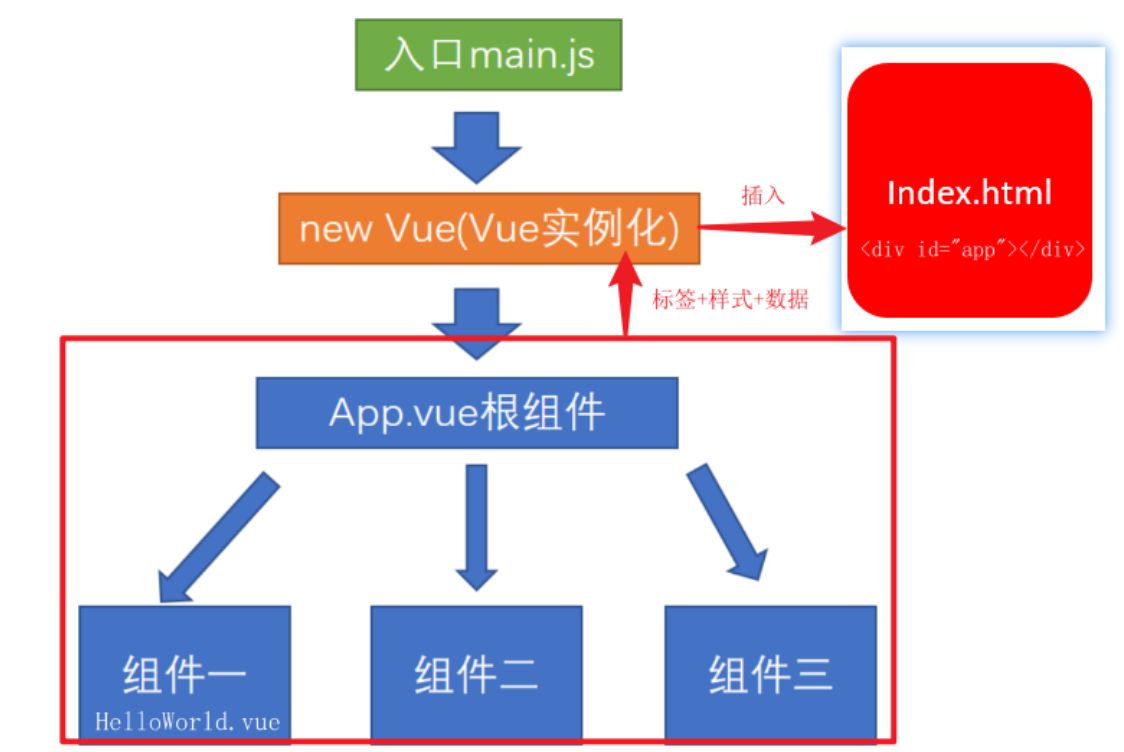 入口main.js
new Vue(Vue实例化)
插入
Index.html
<div id="app"></div>
标签+样式+数据
App.vue根组件
组件一
HelloWorld.vue
组件二
组件三